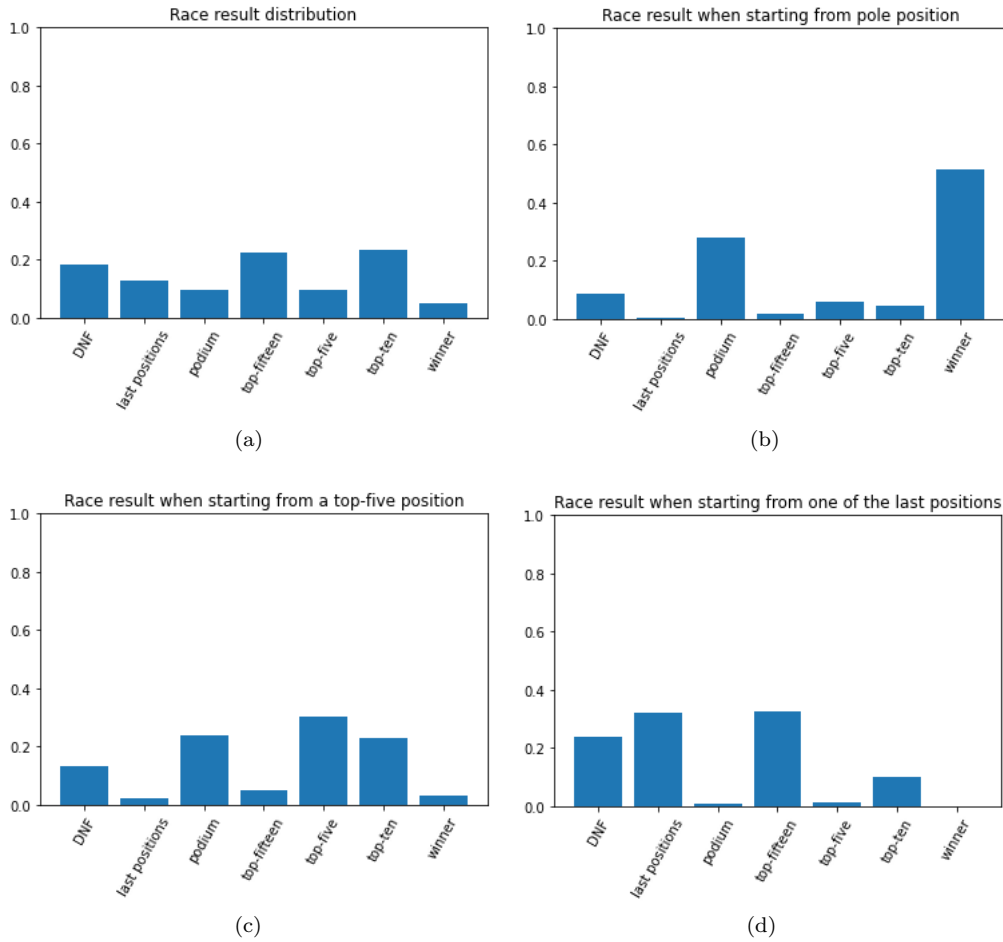 Race result distribution
1.0
0.8
0.6
0.4
0.2
0.0
DNF
last positions
podium
top-fifteen
top-five
top-ten
winner
(a)
Race result when starting from pole position
1.0
0.8
0.6
0.4
0.2
0.0
DNF
last positions
podium
top-fifteen
top-five
top-ten
winner
(b)
Race result when starting from a top-five position
1.0
0.8
0.6
0.4
0.2
0.0
DNF
last positions
podium
top-fifteen
top-five
top-ten
winner
(c)
Race result when starting from one of the last positions
1.0
0.8
0.6
0.4
0.2
0.0
DNF
last positions
podium
top-fifteen
top-five
top-ten
winner
(d)